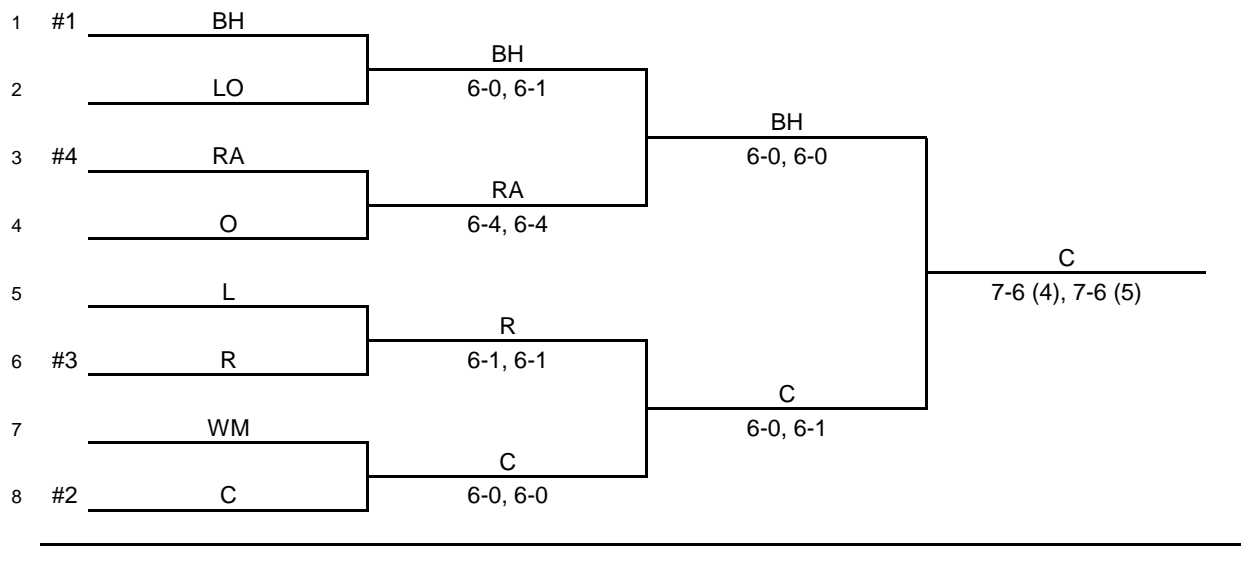 1 #1 BH
BH
2 LO 6-0, 6-1
BH
3 #4 RA 6-0, 6-0
RA
4 O 6-4, 6-4
C
5 L 7-6 (4), 7-6 (5)
R
6 #3 R 6-1, 6-1
C
7 WM 6-0, 6-1
C
8 #2 C 6-0, 6-0